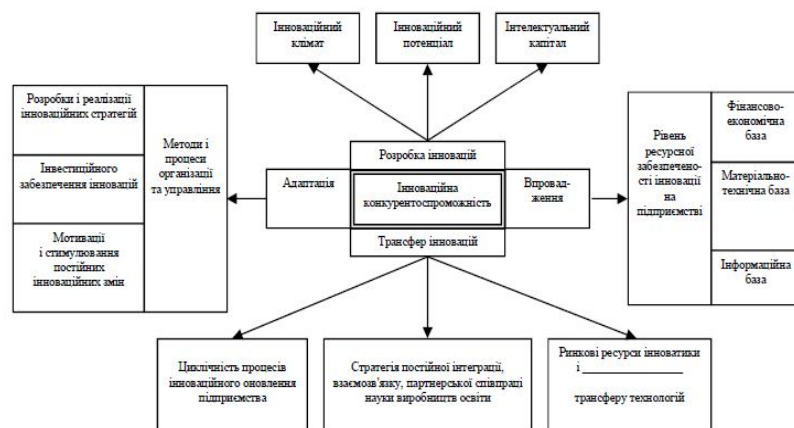 Інноваційний
клімат
Інноваційний
потенціал
Інтелектуальний
капітал
Розробки і реалізації
інноваційних стратегій
Інвестиційного
забезпечення інновацій
Мотивації
і стимулювання
постійних
інноваційних змін
Методи і
процеси
організації
та управління
Розробка інновацій
Адаптація
Інноваційна
конкурентоспроможність
Впровад-
ження
Трансфер інновацій
Рівень
ресурсної
забезпечено-
сті інновації
на
підприємстві
Фінансово-
економічна
база
Матеріально-
технічна база
Інформаційна
база
Циклічність процесів
інноваційного оновлення
підприємства
Стратегія постійної інтеграції,
взаємозв'язку, партнерської співпраці
науки виробництв освіти
Ринкові ресурси інноватики
і _________________
трансферу технологій